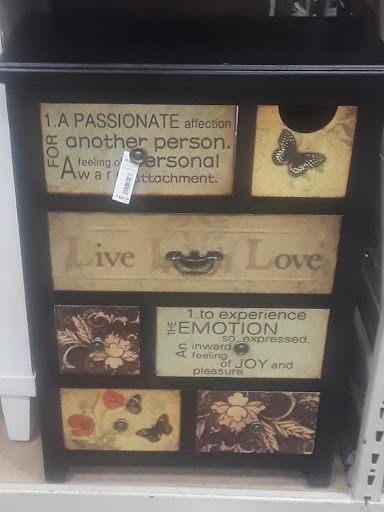 1.A PASSIONATE affection
FOR another person.
A feeling of personal
warm attachment.
Live Laugh Love
1.to experience
THE EMOTION
so expressed.
An inward
feeling
of JOY and
pleasure